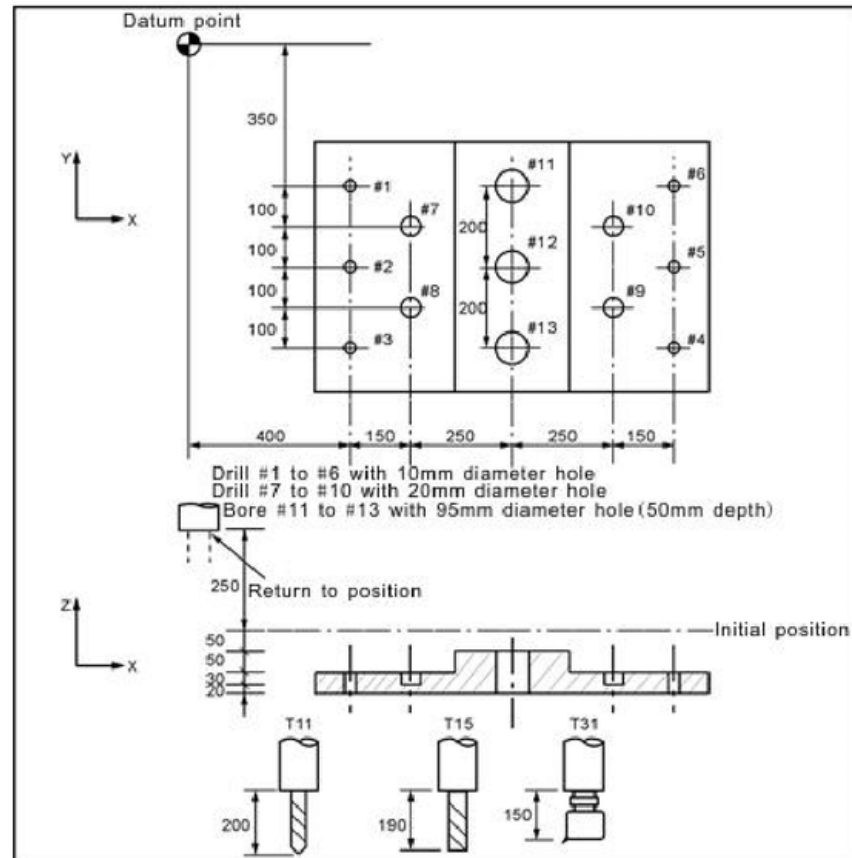 Datum point
350
Y
X
#1
#11
#6
100
#7
200
#10
100
#2
#12
#5
100
#8
200
#9
100
#3
#13
#4
400
150
250
250
150
Drill #1 to #6 with 10mm diameter hole
Drill #7 to #10 with 20mm diameter hole
Bore #11 to #13 with 95mm diameter hole(50mm depth)
250
Return to position
Z
X
Initial position
50
50
30
20
T11
T15
T31
200
190
150